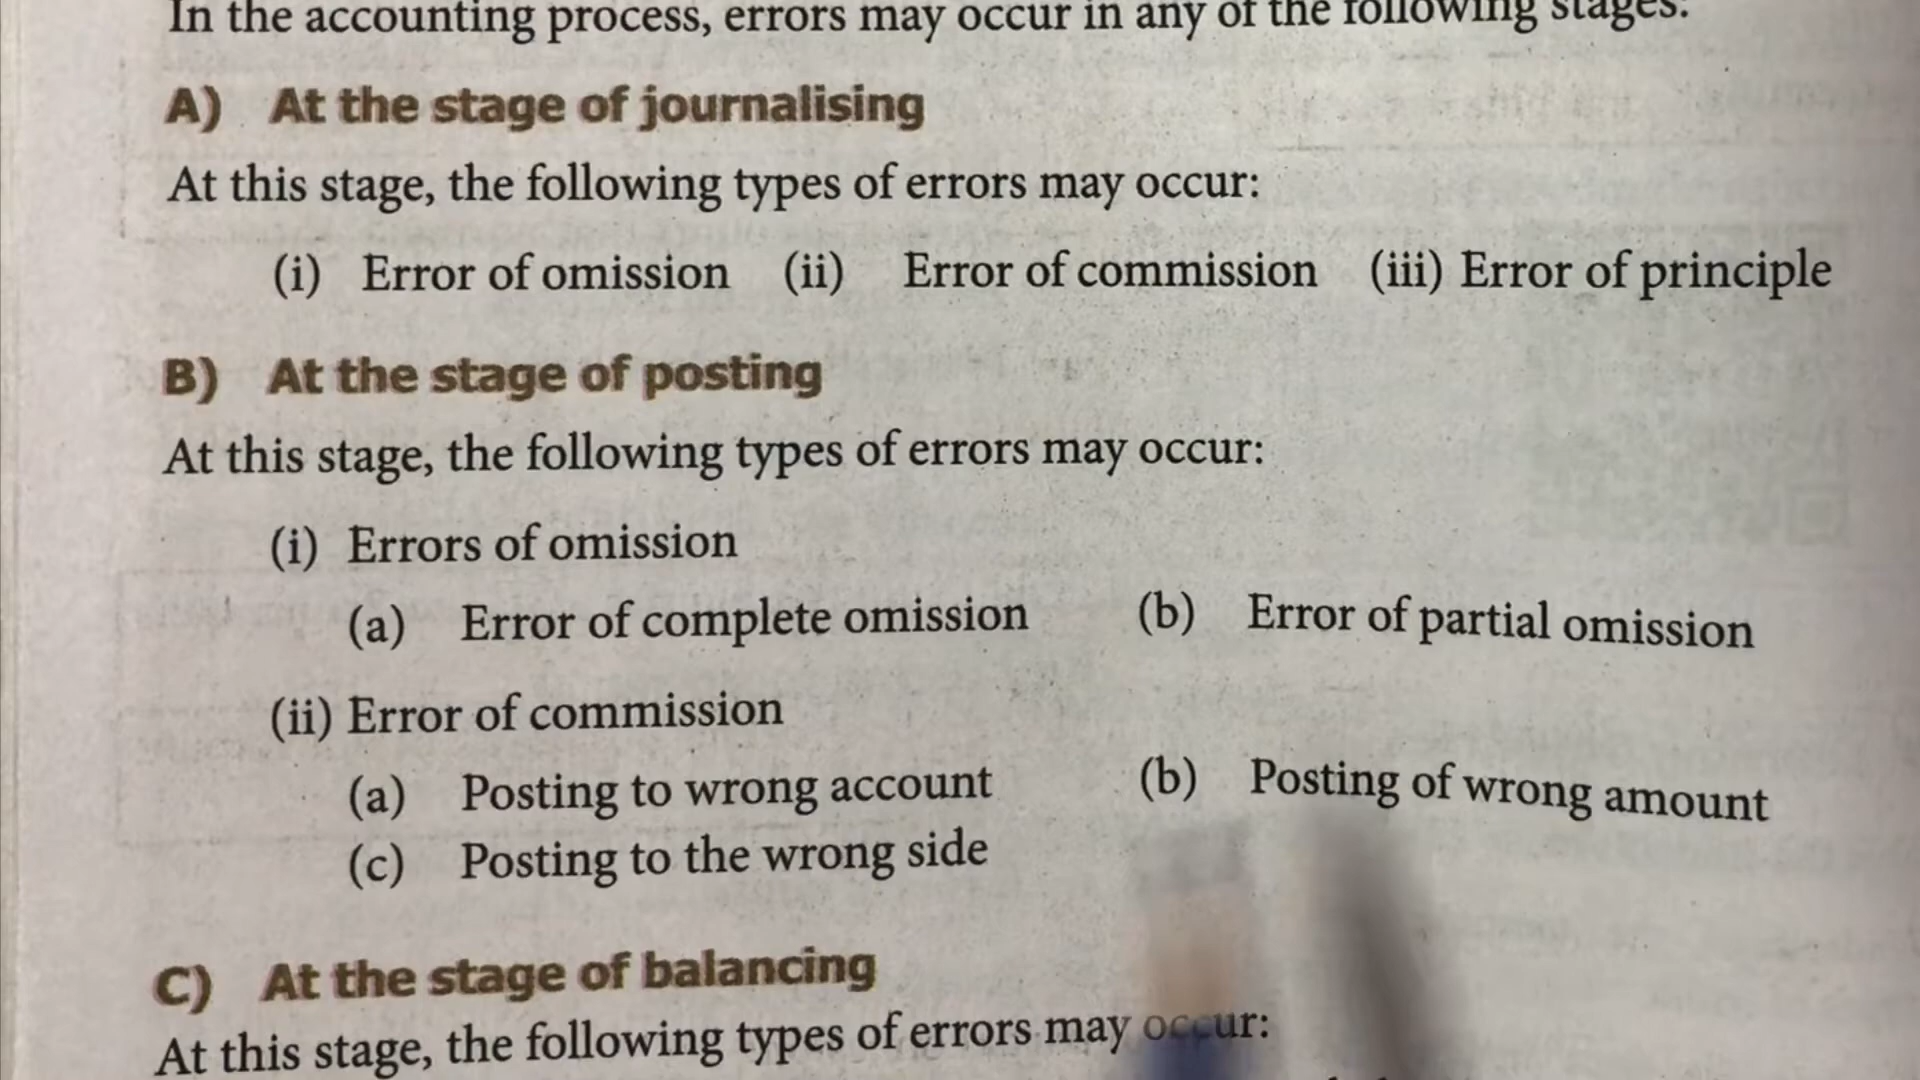 In the accounting process, errors may occur in any of the following stages:
A) At the stage of journalising
At this stage, the following types of errors may occur:
(i) Error of omission (ii) Error of commission (iii) Error of principle
B) At the stage of posting
At this stage, the following types of errors may occur:
(i) Errors of omission
(a) Error of complete omission (b) Error of partial omission
(ii) Error of commission
(a) Posting to wrong account (b) Posting of wrong amount
(c) Posting to the wrong side
C) At the stage of balancing
At this stage, the following types of errors may occur: